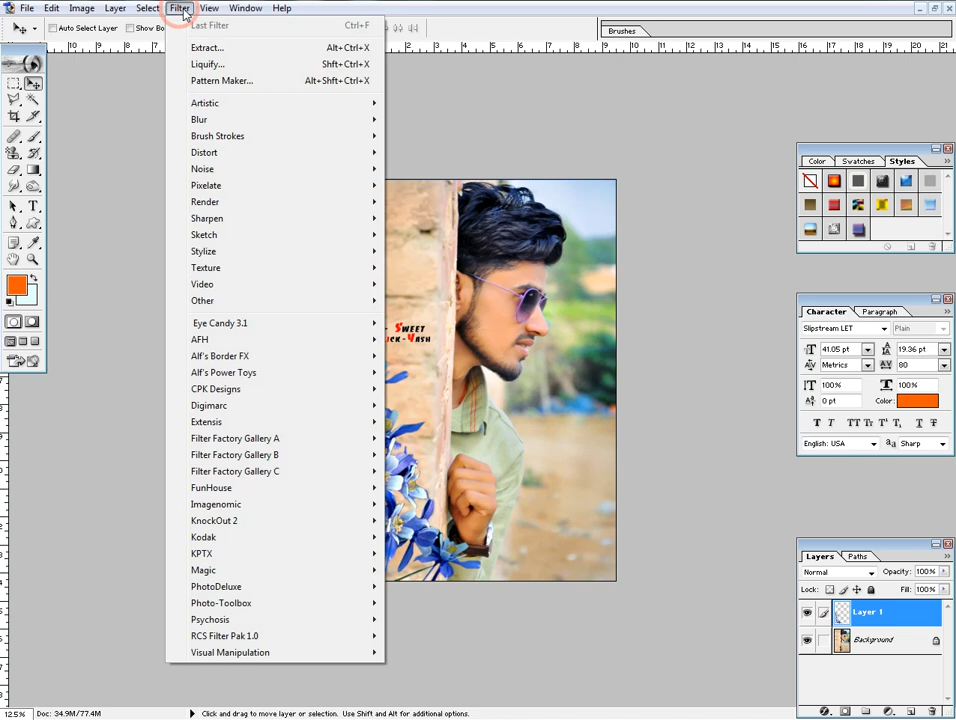 File Edit Image Layer Select Filter View Window Help
Auto Select Layer Show Bo
Brushes
Last Filter Ctrl+F
Extract... Alt+Ctrl+X
Liquify... Shft+Ctrl+X
Pattern Maker... Alt+Shft+Ctrl+X
Artistic
Blur
Brush Strokes
Distort
Noise
Pixelate
Render
Sharpen
Sketch
Stylize
Texture
Video
Other
Eye Candy 3.1
AFH
Alf's Border FX
Alf's Power Toys
CPK Designs
Digimarc
Extensis
Filter Factory Gallery A
Filter Factory Gallery B
Filter Factory Gallery C
FunHouse
Imagenomic
KnockOut 2
Kodak
KPTX
Magic
PhotoDeluxe
Photo-Toolbox
Psychosis
RCS Filter Pak 1.0
Visual Manipulation
Sweet
ick-Yash
Color Swatches Styles
Character Paragraph
Slipstream LET Plain
41.05 pt 19.36 pt
Metrics 80
100% 100%
0 pt Color:
English: USA aa Sharp
Layers Paths
Normal Opacity: 100%
Lock: Fill: 100%
Layer 1
Background
12.5% Doc: 34.9M/77.4M Click and drag to move layer or selection. Use Shift and Alt for additional options.